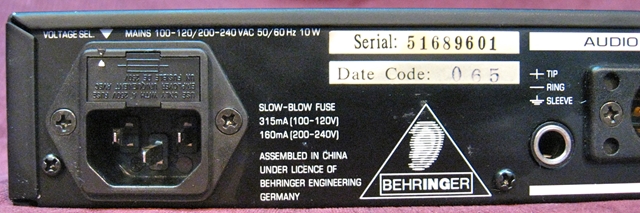 VOLTAGE SEL. ▼ MAINS 100-120/200-240 VAC 50/60 Hz 10W
Serial: 51689601
Date Code: 065
AUDIO
+ TIP
— RING
SLEEVE
SLOW-BLOW FUSE
315mA (100-120V)
160mA (200-240V)
ASSEMBLED IN CHINA
UNDER LICENCE OF
BEHRINGER ENGINEERING
GERMANY
BEHRINGER